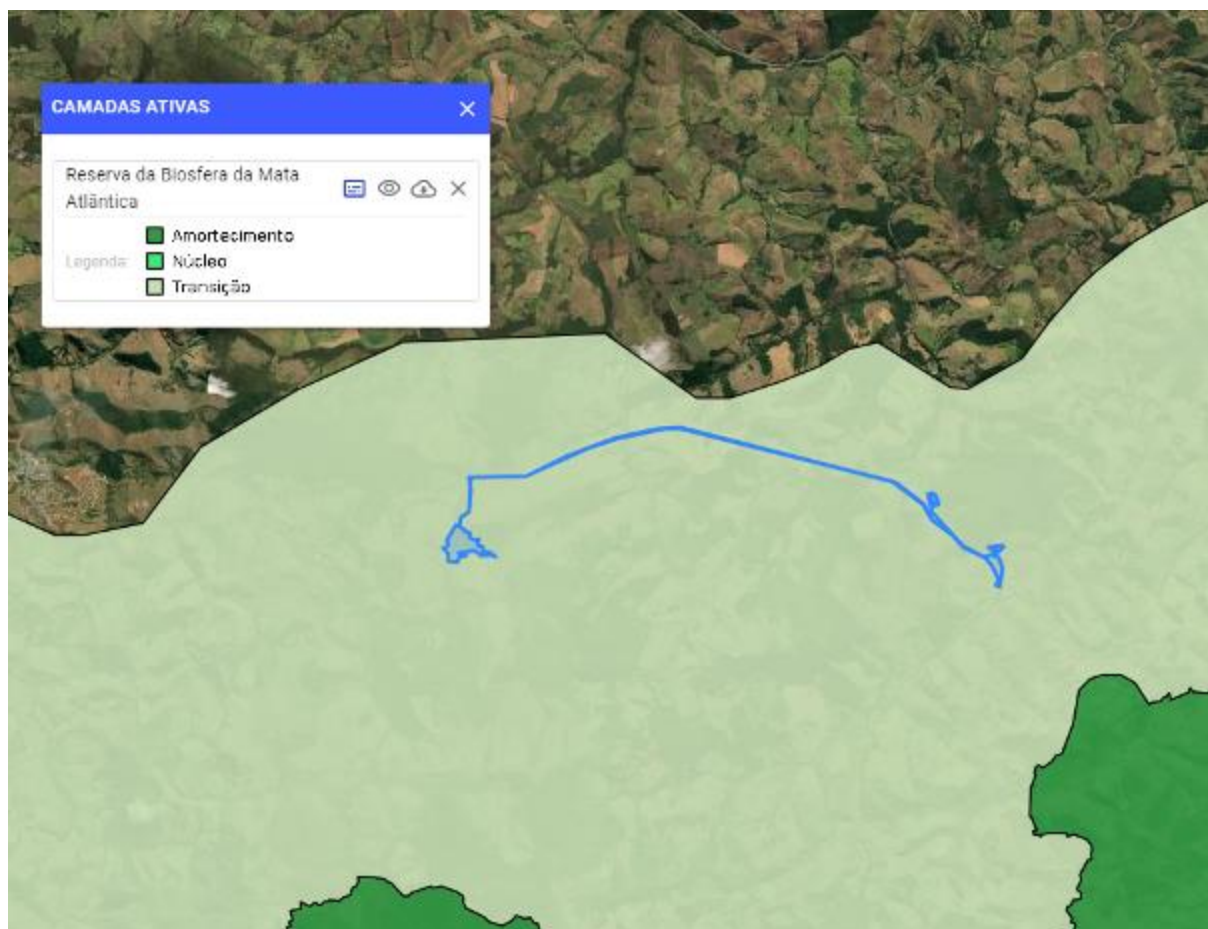 CAMADAS ATIVAS
Reserva da Biosfera da Mata
Atlântica
Amortecimento
Legenda:
Núcleo
Transição